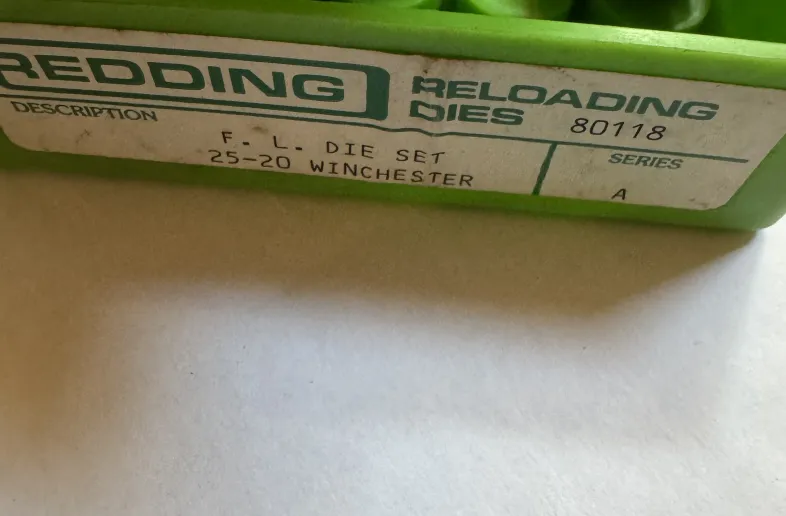 REDDING
RELOADING
DIES 80118
DESCRIPTION
F. L. DIE SET
25-20 WINCHESTER
SERIES
A